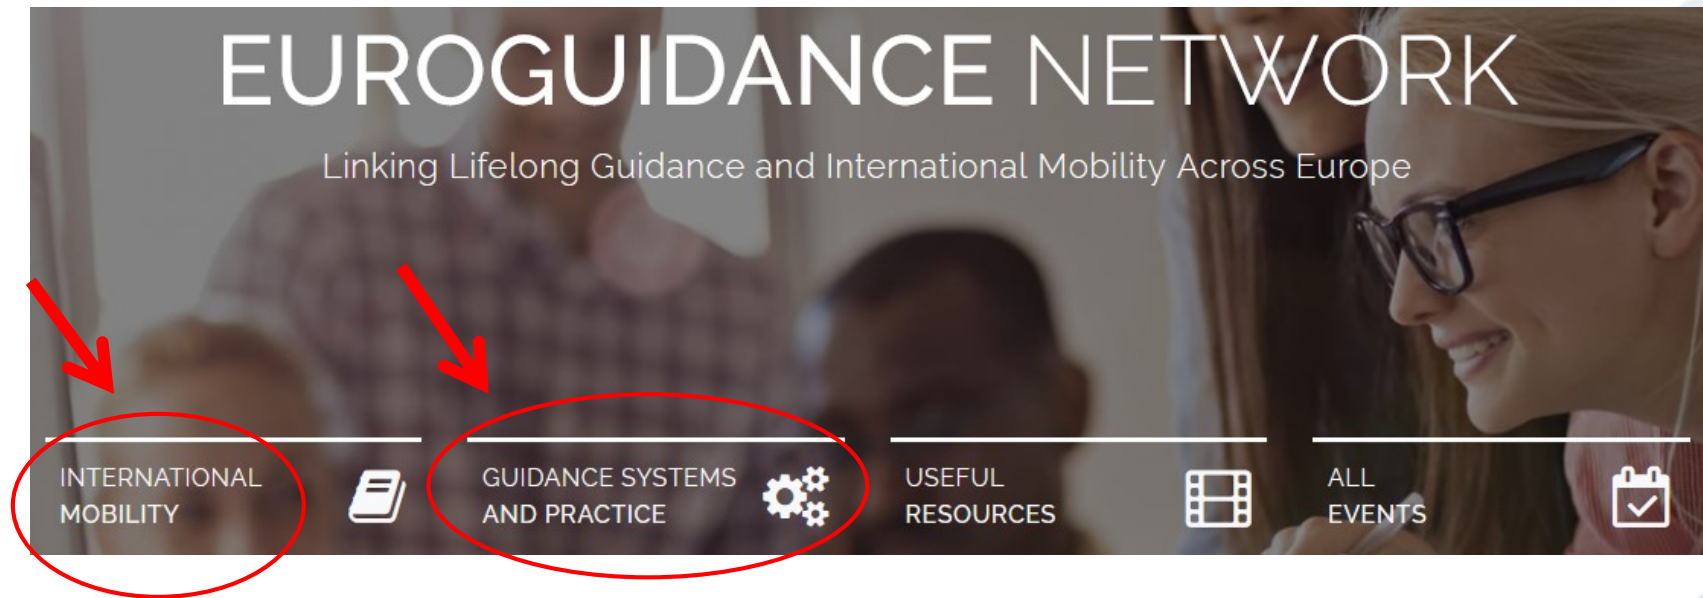 EUROGUIDANCE NETWORK
Linking Lifelong Guidance and International Mobility Across Europe
INTERNATIONAL
MOBILITY
GUIDANCE SYSTEMS
AND PRACTICE
USEFUL
RESOURCES
ALL
EVENTS